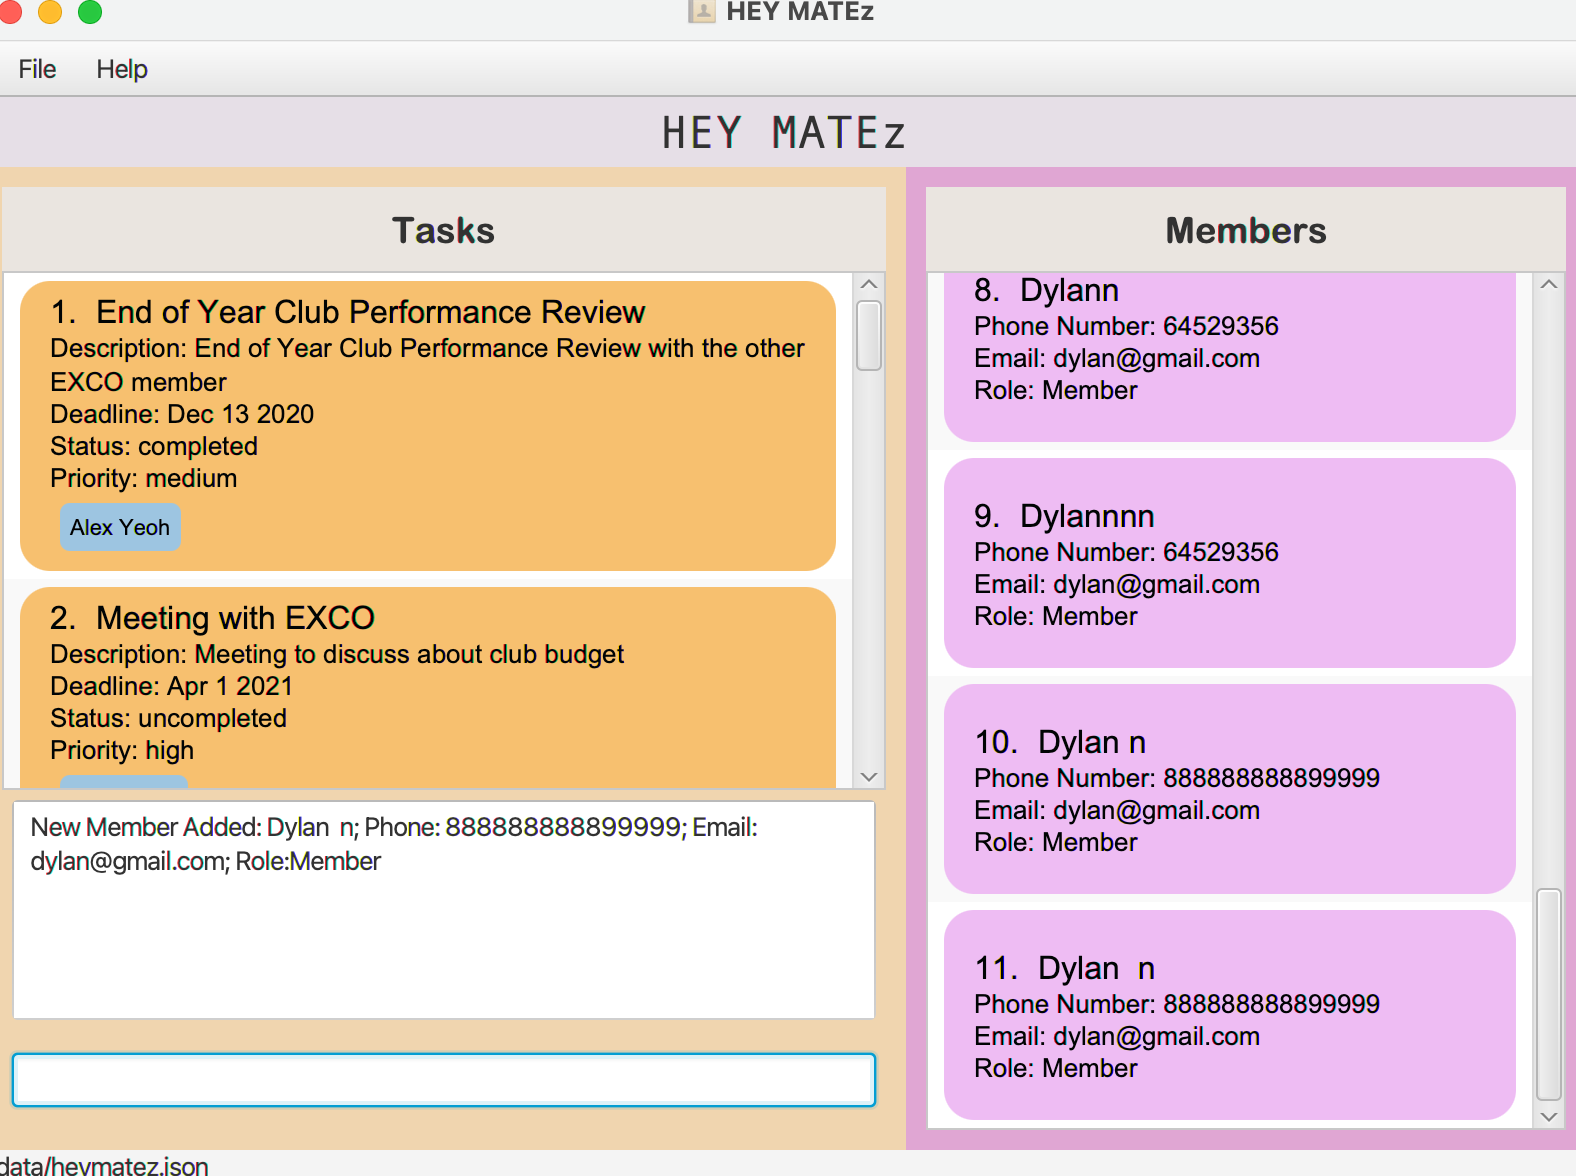 HEY MATEz
File Help
HEY MATEz
Tasks
1. End of Year Club Performance Review
Description: End of Year Club Performance Review with the other
EXCO member
Deadline: Dec 13 2020
Status: completed
Priority: medium
Alex Yeoh
2. Meeting with EXCO
Description: Meeting to discuss about club budget
Deadline: Apr 1 2021
Status: uncompleted
Priority: high
New Member Added: Dylan  n; Phone: 888888888899999; Email:
dylan@gmail.com; Role:Member
Members
8. Dylann
Phone Number: 64529356
Email: dylan@gmail.com
Role: Member
9. Dylannnn
Phone Number: 64529356
Email: dylan@gmail.com
Role: Member
10. Dylan n
Phone Number: 888888888899999
Email: dylan@gmail.com
Role: Member
11. Dylan  n
Phone Number: 888888888899999
Email: dylan@gmail.com
Role: Member
data/heymatez.json